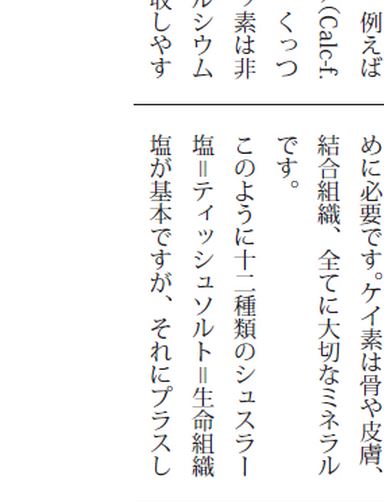 例えば
(Calc-f.
くっつ
素は非
ルシウム
収しやす
めに必要です。ケイ素は骨や皮膚、
結合組織、全てに大切なミネラル
です。
このように十二種類のシュスラー
塩＝ティッシュソルト＝生命組織
塩が基本ですが、それにプラスし